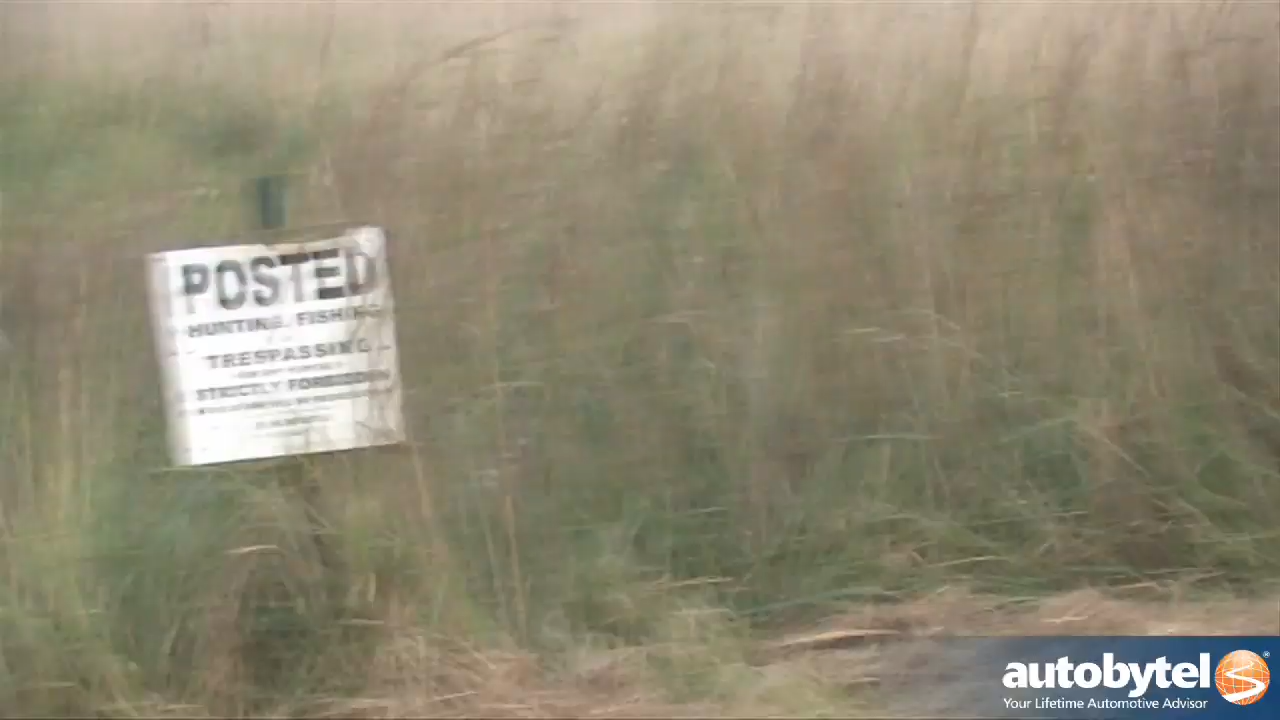 POSTED
HUNTING, FISHING
TRESPASSING
STRICTLY FORBIDDEN
autobytel®
Your Lifetime Automotive Advisor